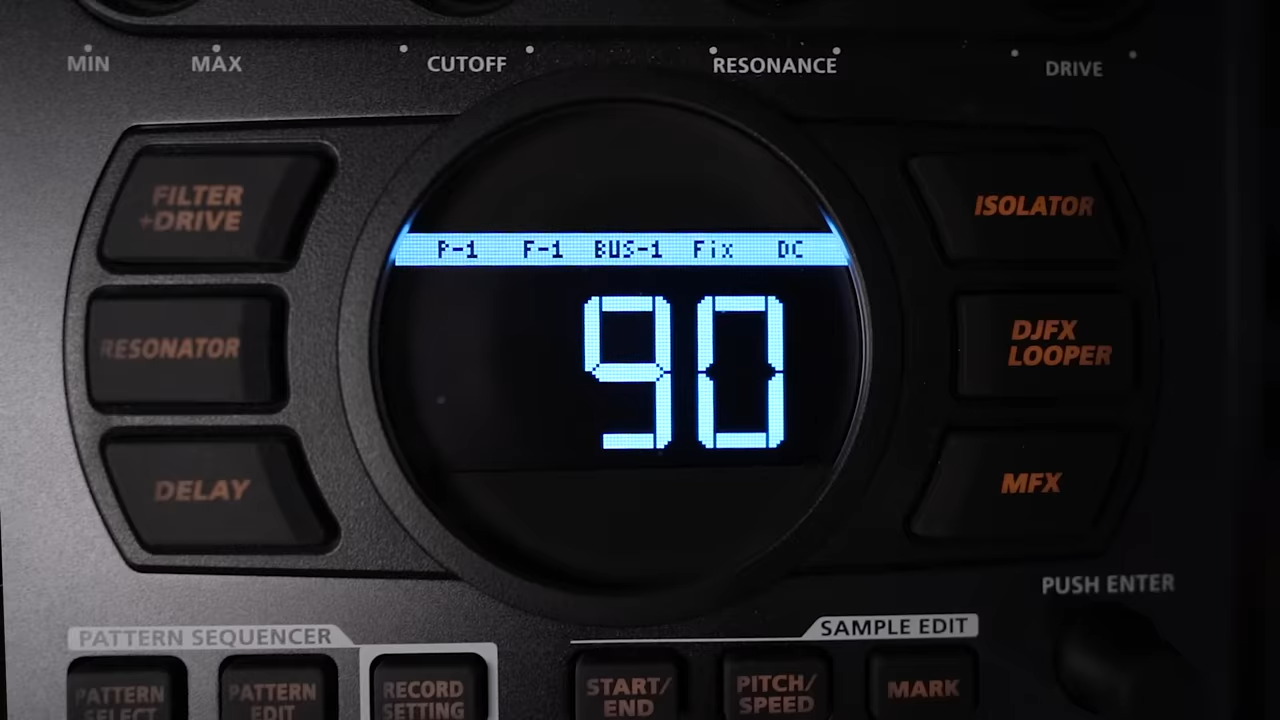 MIN MAX CUTOFF RESONANCE DRIVE
FILTER
+DRIVE
ISOLATOR
P-1 F-1 BUS-1 Fix DC
RESONATOR
90
DJFX
LOOPER
DELAY
MFX
PUSH ENTER
PATTERN SEQUENCER
SAMPLE EDIT
PATTERN
SELECT
PATTERN
EDIT
RECORD
SETTING
START/
END
PITCH/
SPEED
MARK